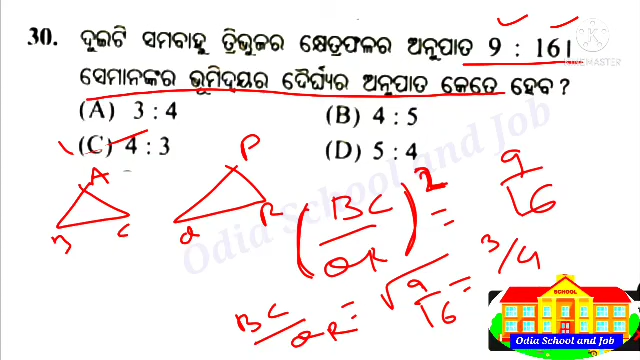 30. ଦୁଇଟି ସମବାହୁ ତ୍ରିଭୁଜର କ୍ଷେତ୍ରଫଳର ଅନୁପାତ 9 : 16।
ସେମାନଙ୍କର ଭୂମିଦ୍ୱୟର ଦୈର୍ଘ୍ୟର ଅନୁପାତ କେତେ ହେବ ?
(A) 3 : 4 (B) 4 : 5
(C) 4 : 3 (D) 5 : 4
A B C
P Q R
(BC/QR)² = 9/16
BC/QR = √9/16 = 3/4
Odia School and Job
KINEMASTER
SCHOOL
Odia School and Job